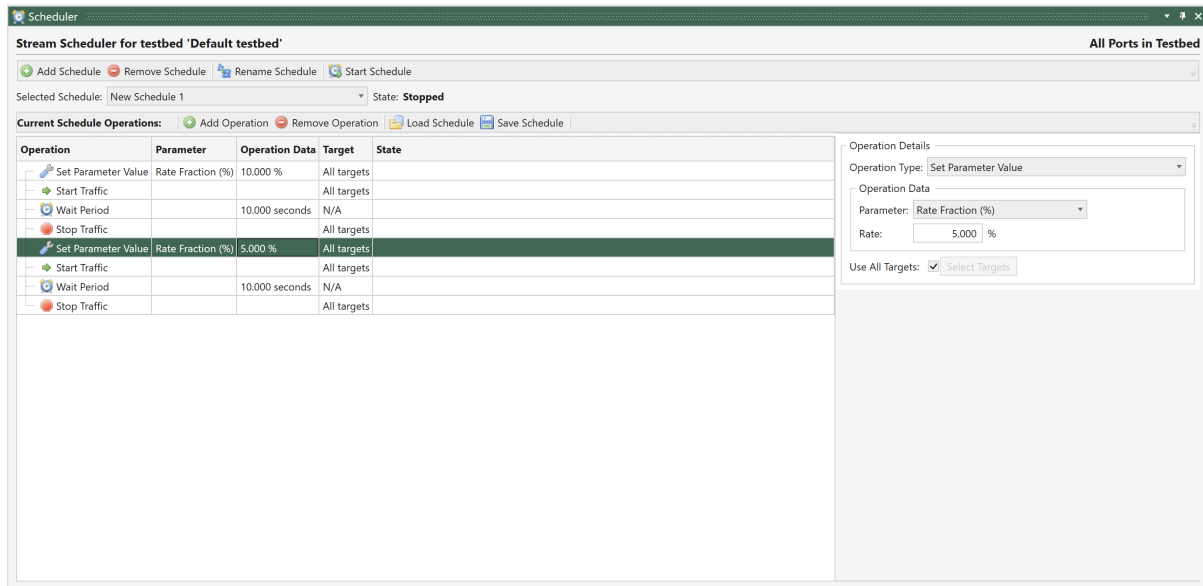 Scheduler
Stream Scheduler for testbed 'Default testbed' All Ports in Testbed
Add Schedule Remove Schedule Rename Schedule Start Schedule
Selected Schedule: New Schedule 1 State: Stopped
Current Schedule Operations: Add Operation Remove Operation Load Schedule Save Schedule
Operation Parameter Operation Data Target State
Set Parameter Value Rate Fraction (%) 10.000 % All targets
Start Traffic All targets
Wait Period 10.000 seconds N/A
Stop Traffic All targets
Set Parameter Value Rate Fraction (%) 5.000 % All targets
Start Traffic All targets
Wait Period 10.000 seconds N/A
Stop Traffic All targets
Operation Details
Operation Type: Set Parameter Value
Operation Data
Parameter: Rate Fraction (%)
Rate: 5.000 %
Use All Targets: Select Targets